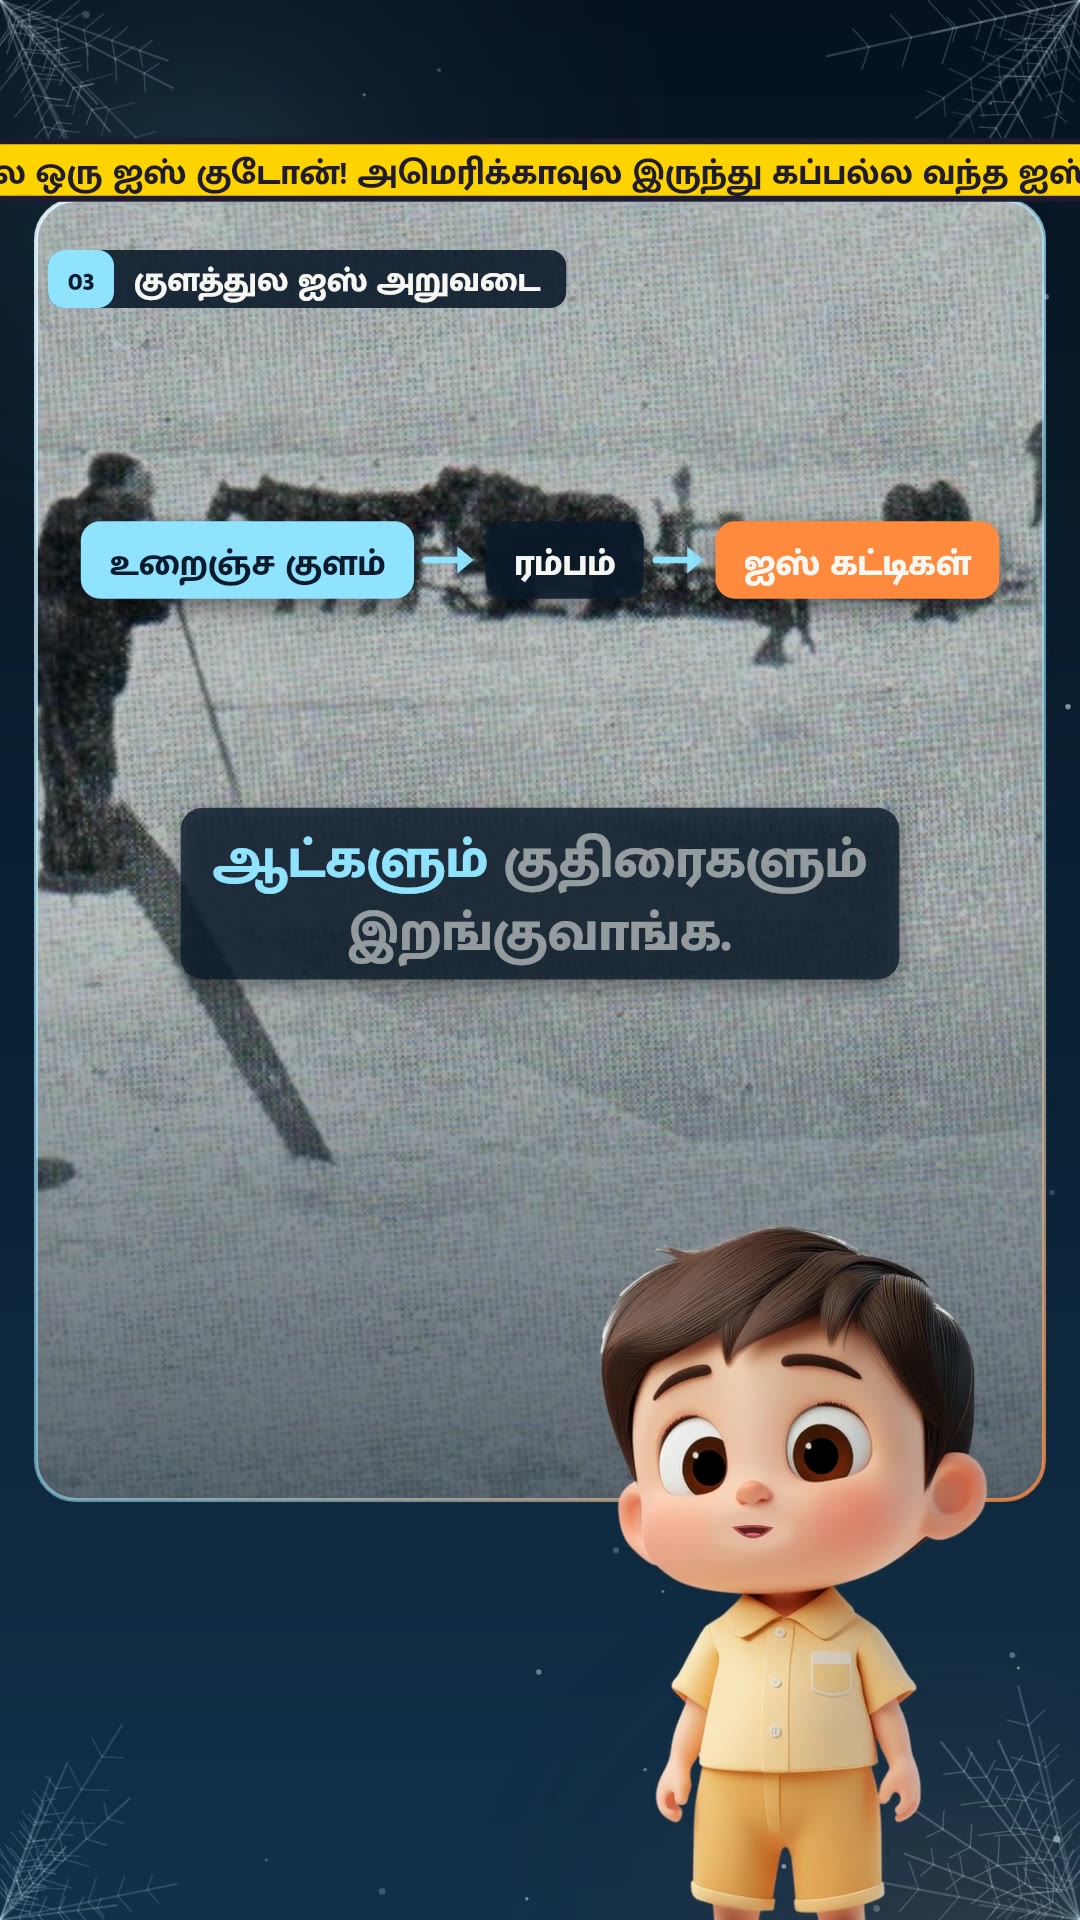 ல ஒரு ஐஸ் குடோன்! அமெரிக்காவுல இருந்து கப்பல்ல வந்த ஐஸ்
03 குளத்துல ஐஸ் அறுவடை
உறைஞ்ச குளம் → ரம்பம் → ஐஸ் கட்டிகள்
ஆட்களும் குதிரைகளும்
இறங்குவாங்க.